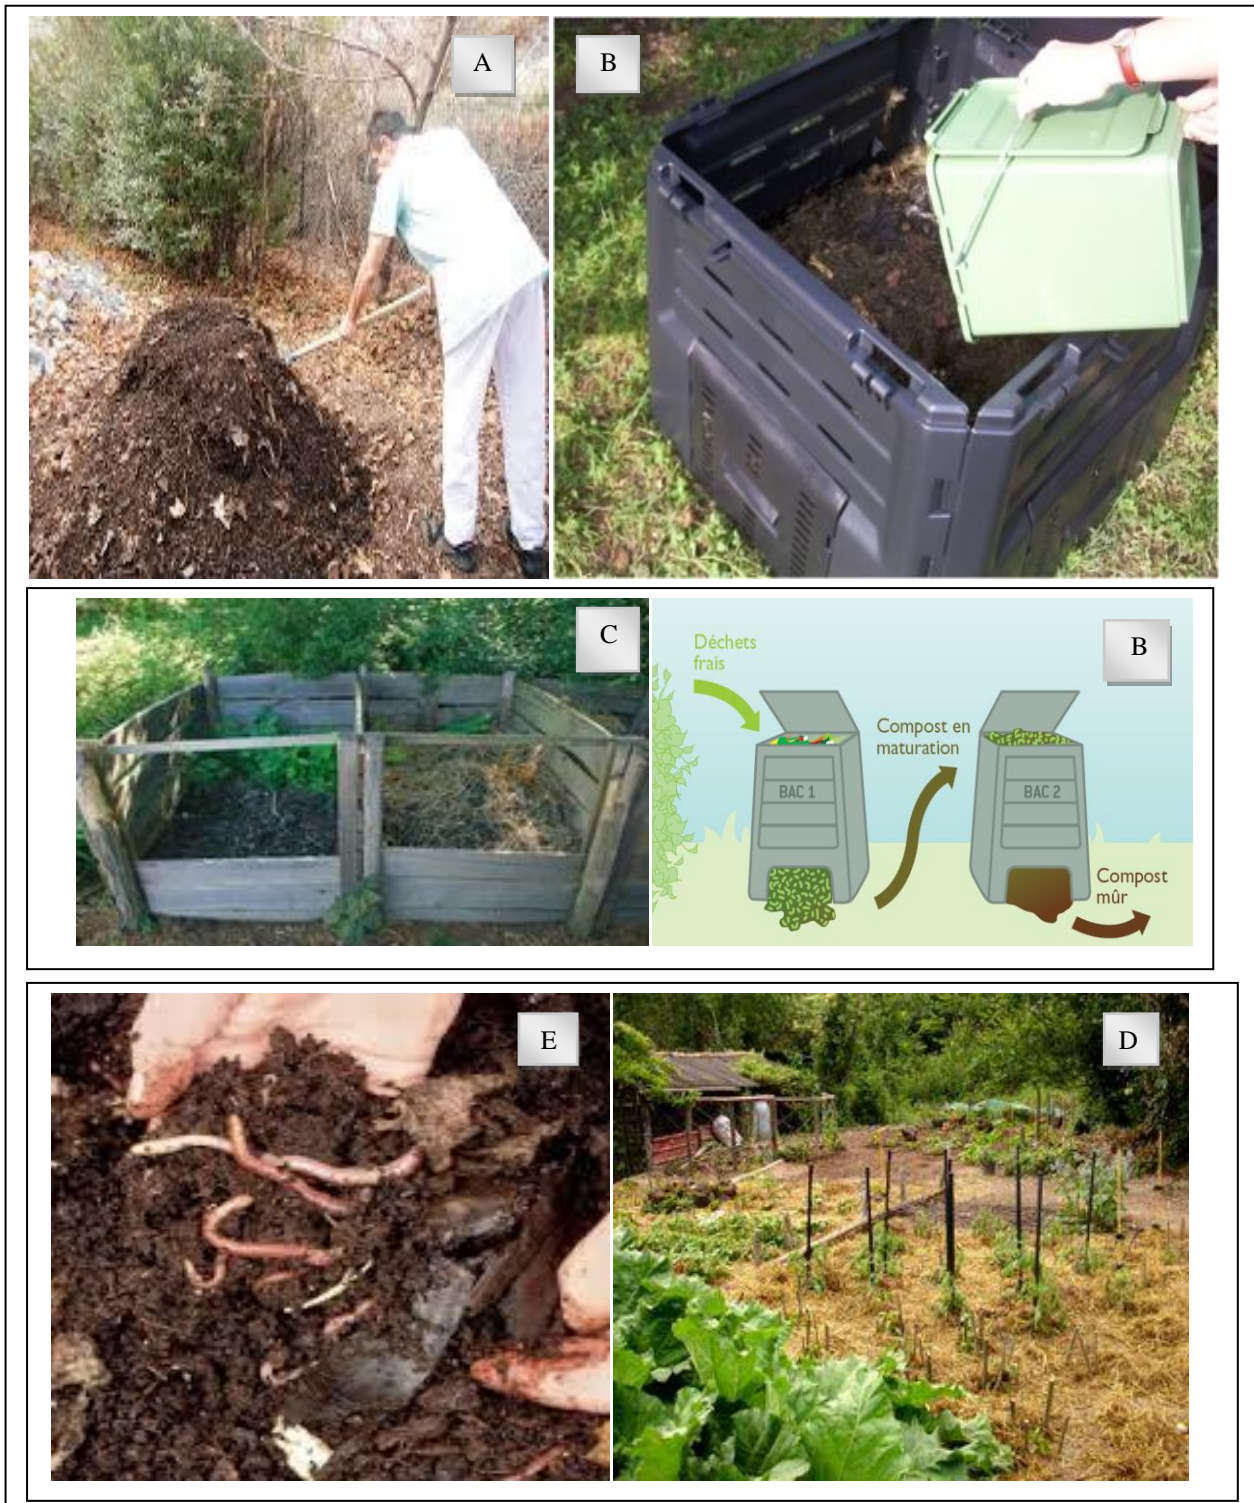 A
B
C
Déchets
frais
B
Compost en
maturation
BAC 1
BAC 2
Compost
mûr
E
D